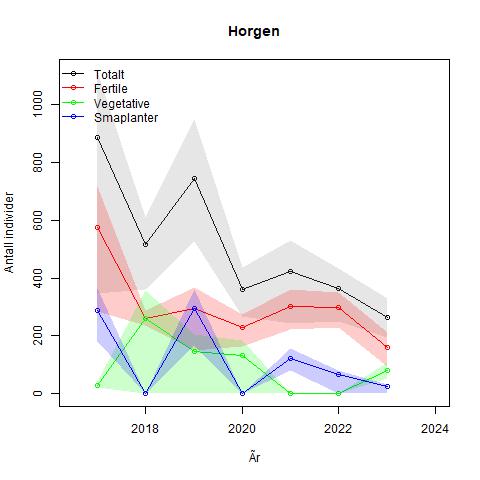 Horgen
Totalt
Fertile
Vegetative
Smaplanter
Antall individer
0
200
400
600
800
1000
2018
2020
2022
2024
Ãr